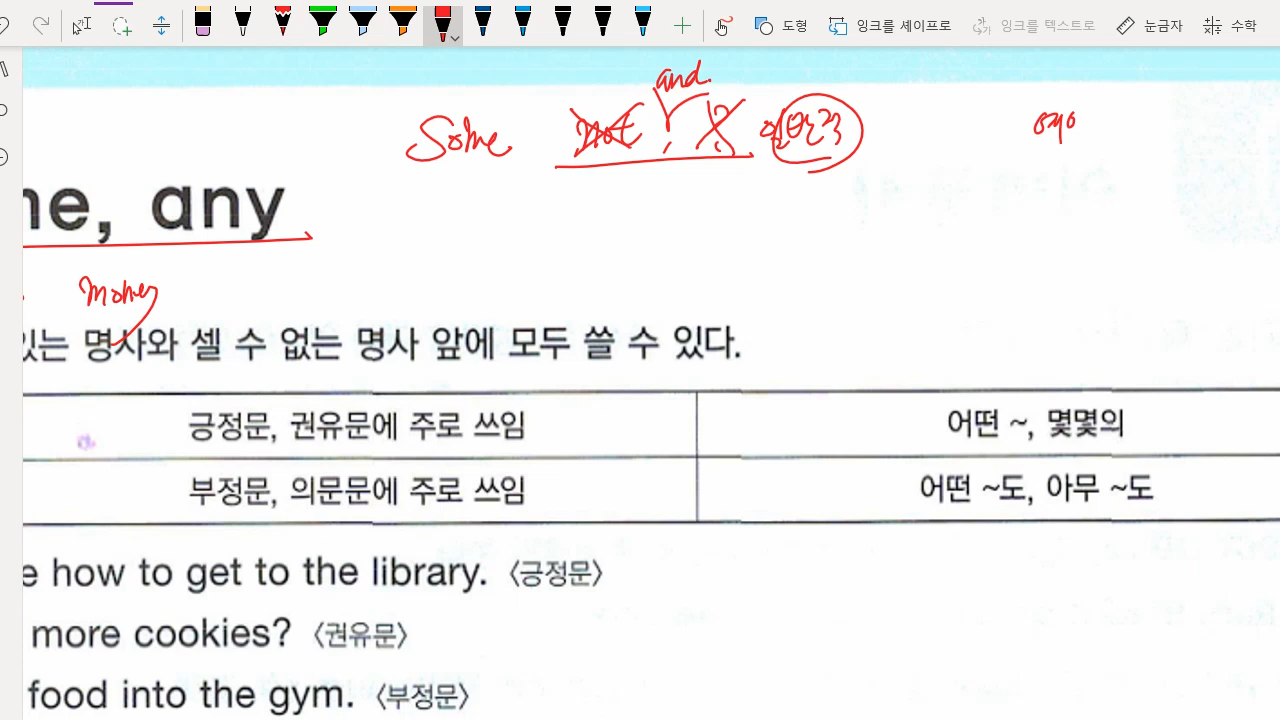 도형 잉크를 셰이프로 잉크를 텍스트로 눈금자 수학
and.
Some not ?
me, any
money
있는 명사와 셀 수 없는 명사 앞에 모두 쓸 수 있다.
긍정문, 권유문에 주로 쓰임 어떤 ~, 몇몇의
부정문, 의문문에 주로 쓰임 어떤 ~도, 아무 ~도
e how to get to the library. 〈긍정문〉
more cookies? 〈권유문〉
food into the gym. 〈부정문〉